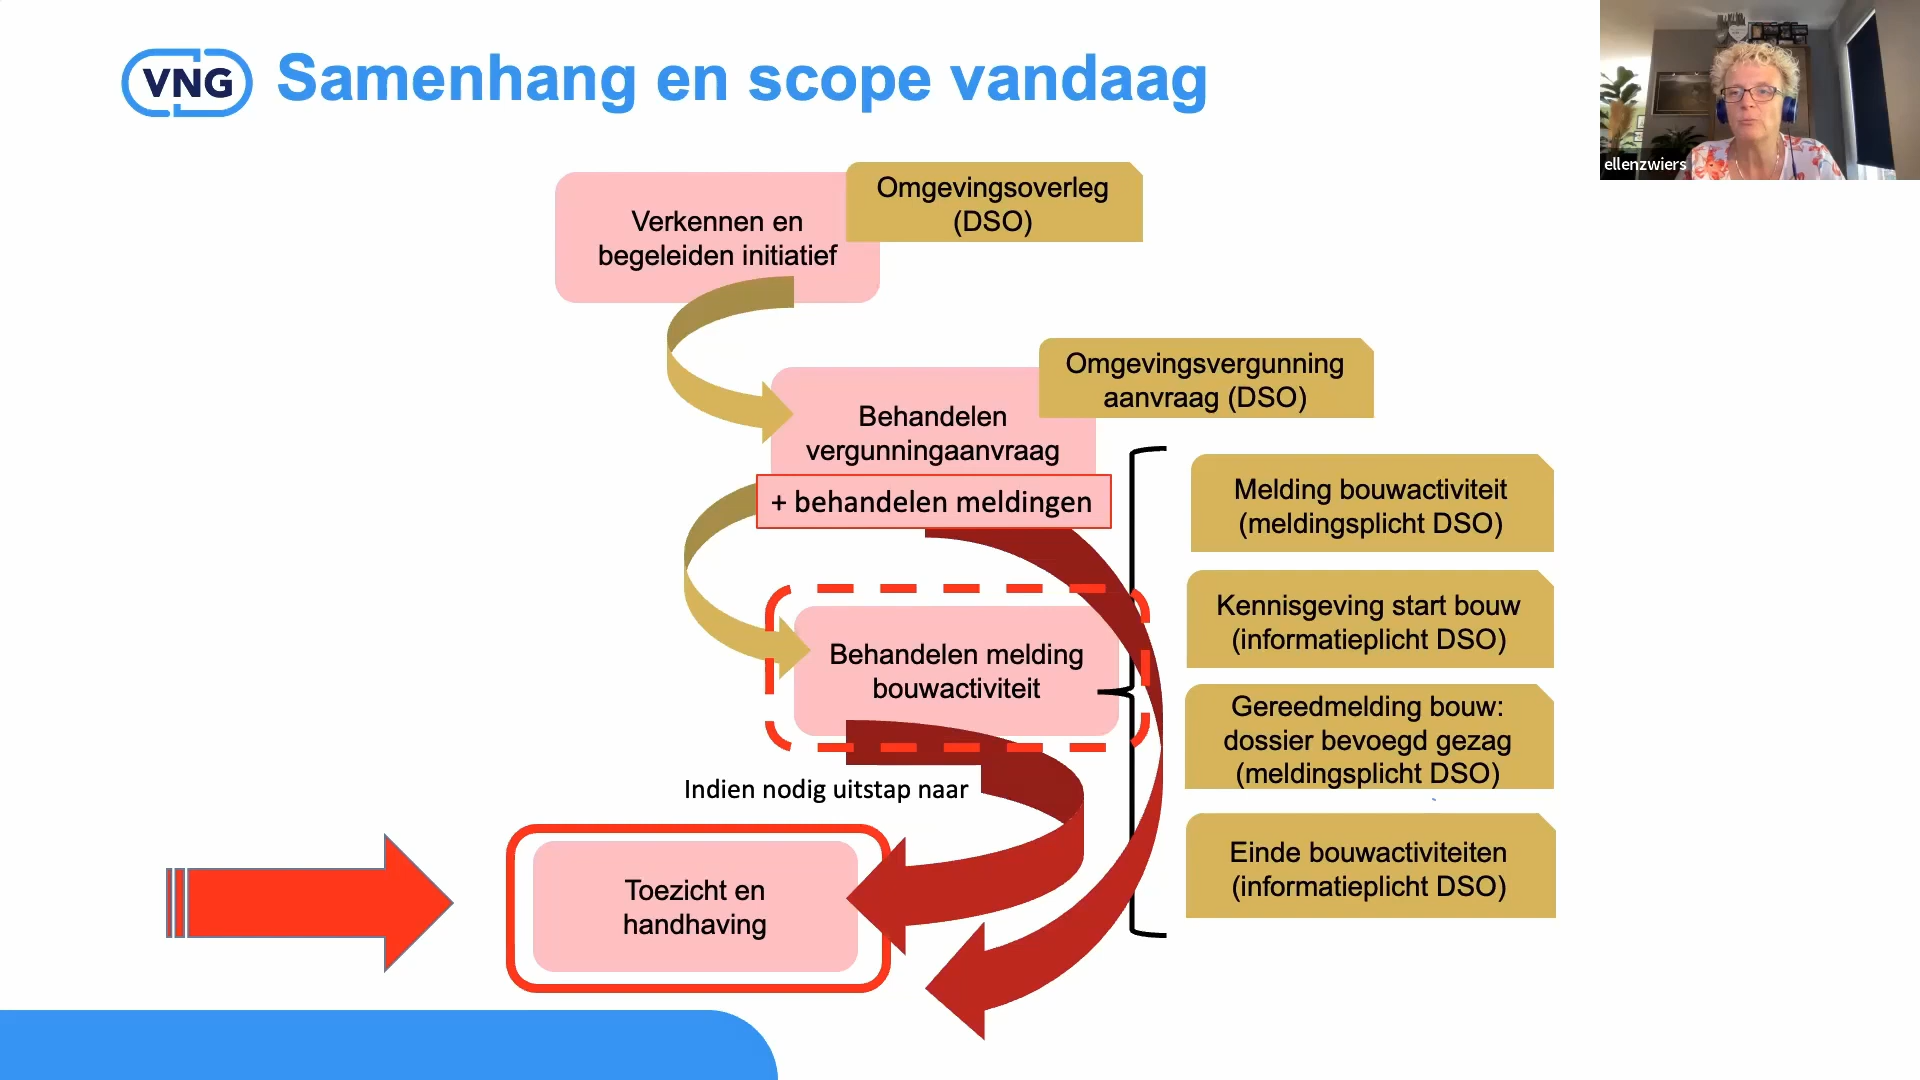 VNG
Samenhang en scope vandaag
ellenzwiers
Verkennen en
begeleiden initiatief
Omgevingsoverleg
(DSO)
Omgevingsvergunning
aanvraag (DSO)
Behandelen
vergunningaanvraag
+ behandelen meldingen
Melding bouwactiviteit
(meldingsplicht DSO)
Kennisgeving start bouw
(informatieplicht DSO)
Behandelen melding
bouwactiviteit
Gereedmelding bouw:
dossier bevoegd gezag
(meldingsplicht DSO)
Indien nodig uitstap naar
Einde bouwactiviteiten
(informatieplicht DSO)
Toezicht en
handhaving